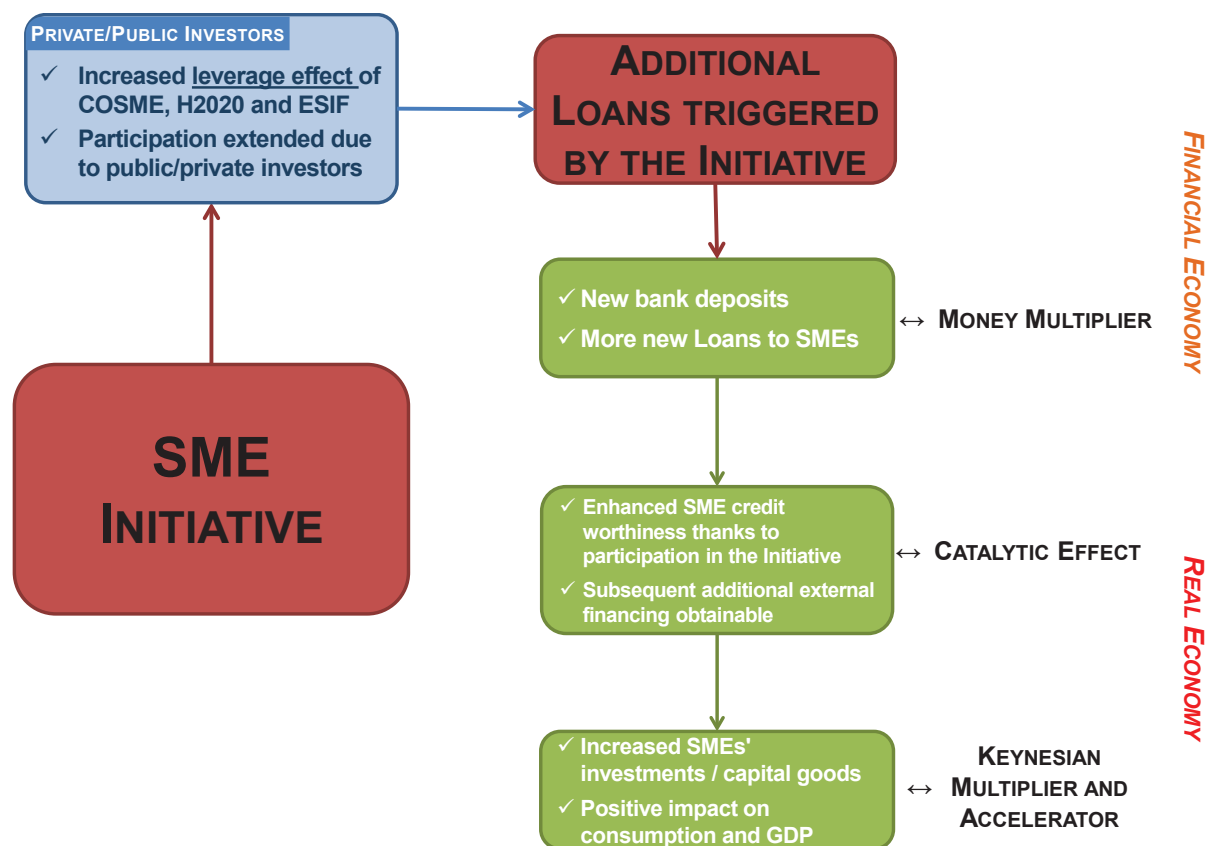 PRIVATE/PUBLIC INVESTORS
✓ Increased leverage effect of
COSME, H2020 and ESIF
✓ Participation extended due
to public/private investors
ADDITIONAL
LOANS TRIGGERED
BY THE INITIATIVE
SME
INITIATIVE
✓ New bank deposits
✓ More new Loans to SMEs
↔ MONEY MULTIPLIER
FINANCIAL ECONOMY
✓ Enhanced SME credit
worthiness thanks to
participation in the Initiative
✓ Subsequent additional external
financing obtainable
↔ CATALYTIC EFFECT
REAL ECONOMY
✓ Increased SMEs'
investments / capital goods
✓ Positive impact on
consumption and GDP
KEYNESIAN
↔ MULTIPLIER AND
ACCELERATOR